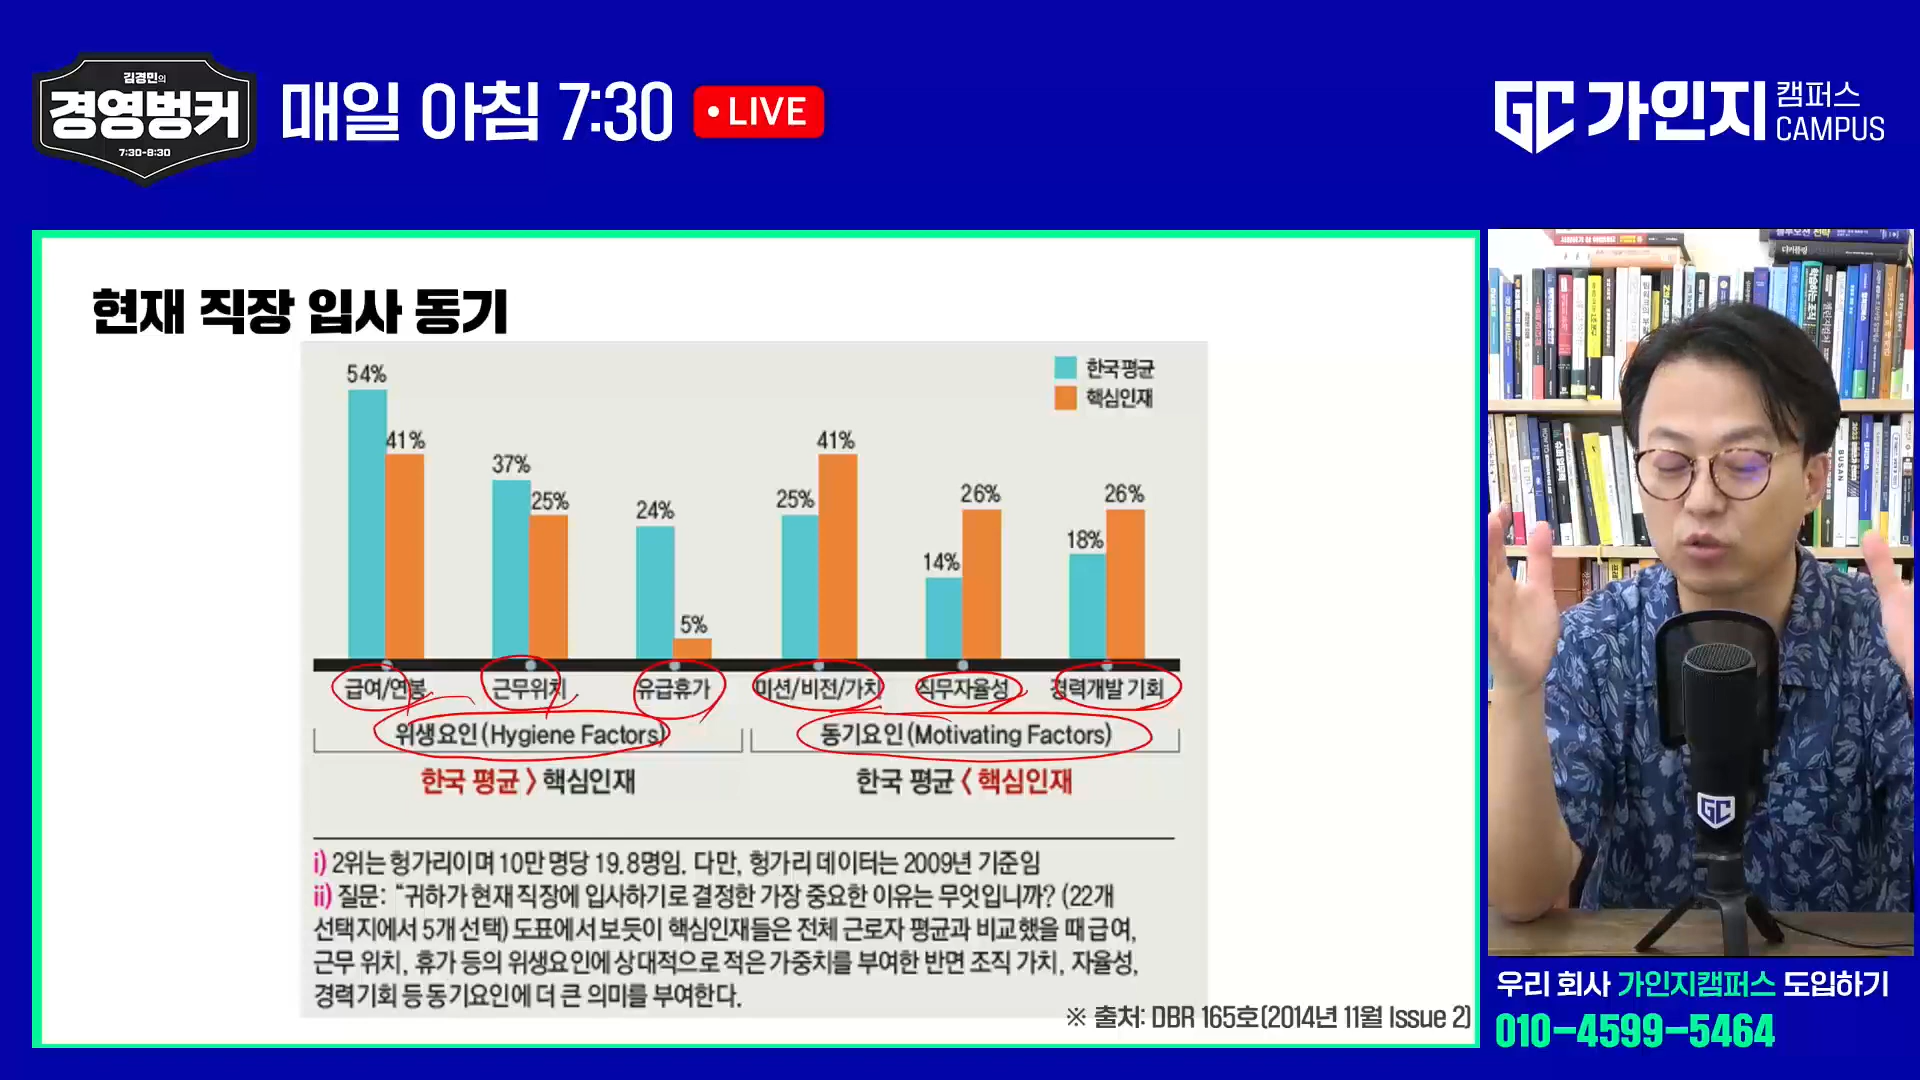 김경민의
경영벙커
7:30-8:30
매일 아침 7:30
LIVE
GC 가인지 캠퍼스
CAMPUS
현재 직장 입사 동기
한국 평균
핵심인재
54%
41%
37%
25%
24%
5%
25%
41%
14%
26%
18%
26%
급여/연봉
근무위치
유급휴가
미션/비전/가치
직무자율성
경력개발 기회
위생요인(Hygiene Factors)
동기요인(Motivating Factors)
한국 평균 > 핵심인재
한국 평균 < 핵심인재
i) 2위는 헝가리이며 10만 명당 19.8명임. 다만, 헝가리 데이터는 2009년 기준임
ii) 질문: “귀하가 현재 직장에 입사하기로 결정한 가장 중요한 이유는 무엇입니까? (22개
선택지에서 5개 선택) 도표에서 보듯이 핵심인재들은 전체 근로자 평균과 비교했을 때 급여,
근무 위치, 휴가 등의 위생요인에 상대적으로 적은 가중치를 부여한 반면 조직 가치, 자율성,
경력기회 등 동기요인에 더 큰 의미를 부여한다.
※ 출처: DBR 165호(2014년 11월 Issue 2)
디커플링
BUSAN
GC
우리 회사 가인지캠퍼스 도입하기
010-4599-5464